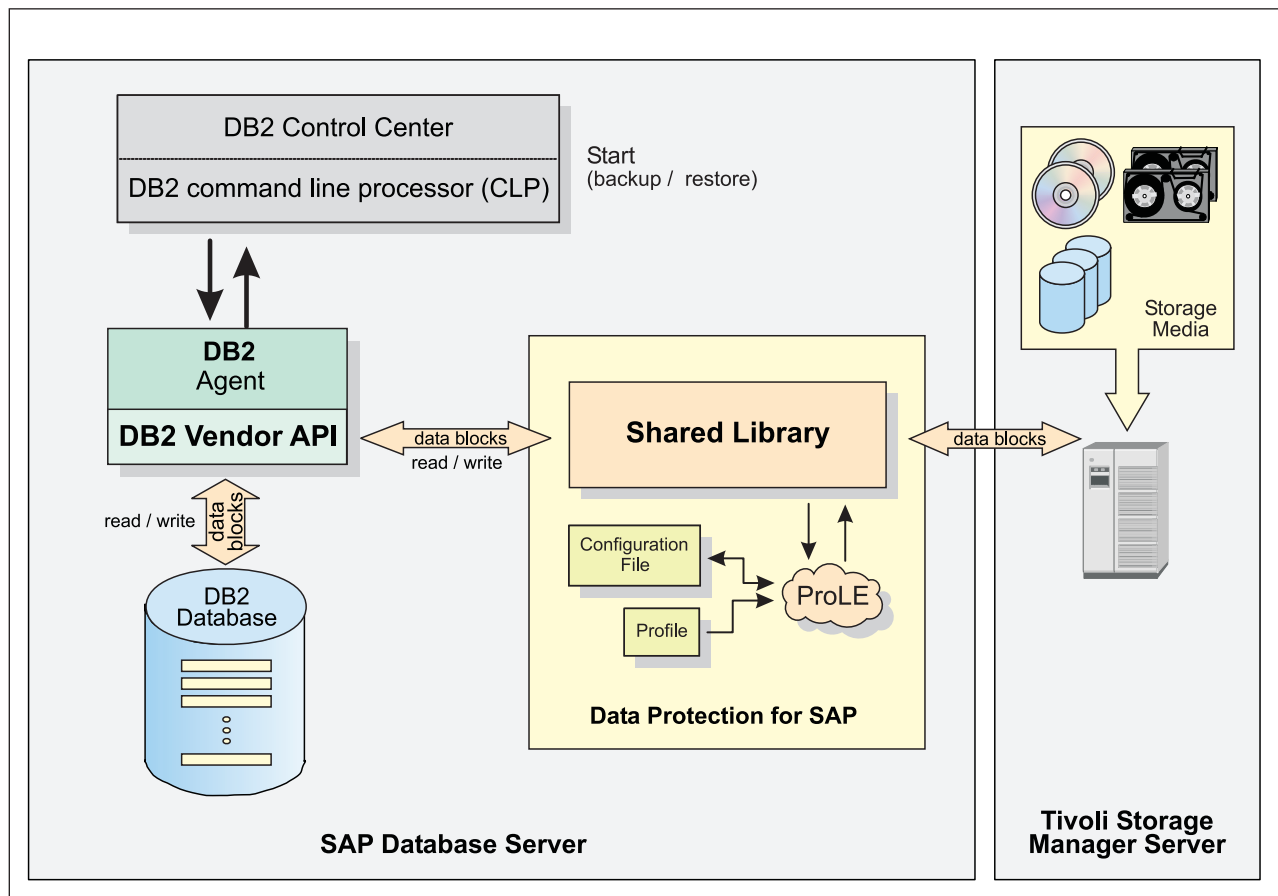 DB2 Control Center
DB2 command line processor (CLP)
Start
(backup / restore)
DB2
Agent
DB2 Vendor API
data blocks
read / write
read / write
data
blocks
DB2
Database
Shared Library
Configuration
File
Profile
ProLE
Data Protection for SAP
SAP Database Server
data blocks
Storage
Media
Tivoli Storage
Manager Server